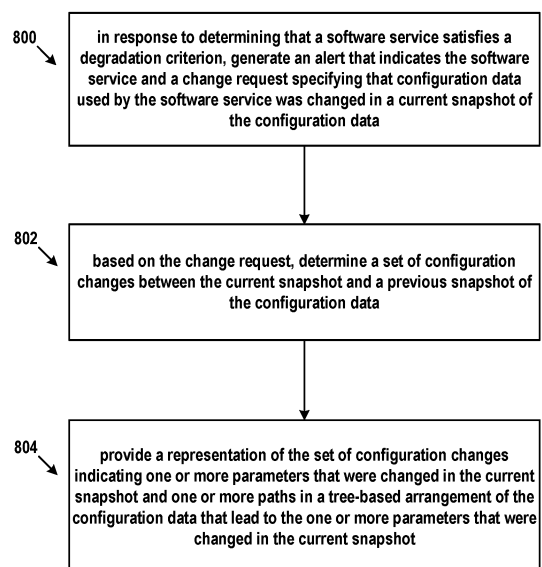 800
in response to determining that a software service satisfies a
degradation criterion, generate an alert that indicates the software
service and a change request specifying that configuration data
used by the software service was changed in a current snapshot of
the configuration data
802
based on the change request, determine a set of configuration
changes between the current snapshot and a previous snapshot of
the configuration data
804
provide a representation of the set of configuration changes
indicating one or more parameters that were changed in the current
snapshot and one or more paths in a tree-based arrangement of the
configuration data that lead to the one or more parameters that were
changed in the current snapshot